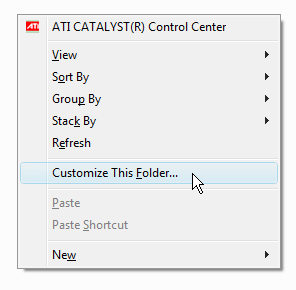 ATI ATI CATALYST(R) Control Center
View
Sort By
Group By
Stack By
Refresh
Customize This Folder...
Paste
Paste Shortcut
New